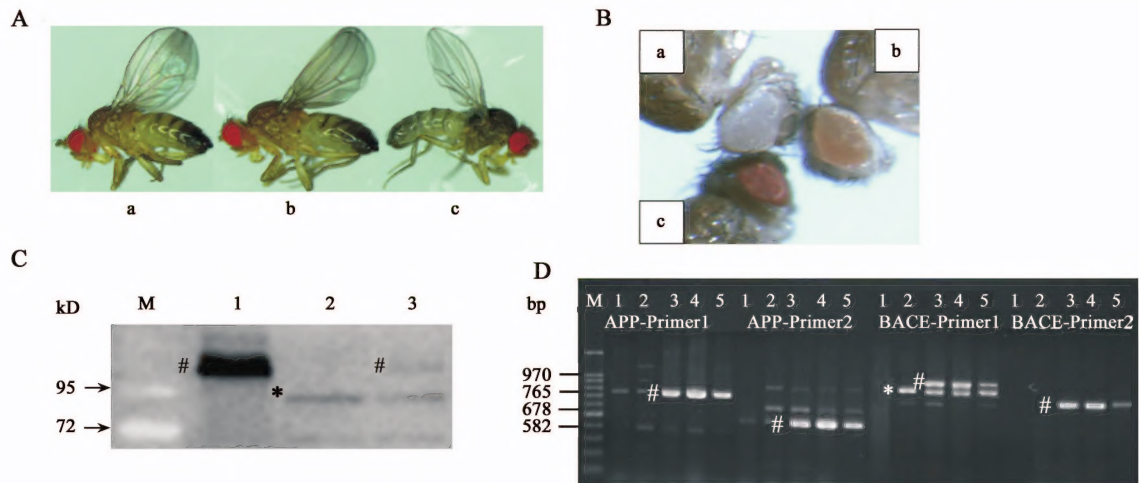 A
a b c
B
a b
c
C
kD M 1 2 3
#
#
*
95
72
D
bp M 1 2 3 4 5 1 2 3 4 5 1 2 3 4 5 1 2 3 4 5
APP-Primer1 APP-Primer2 BACE-Primer1 BACE-Primer2
970
765
678
582
#
#
*
#
#